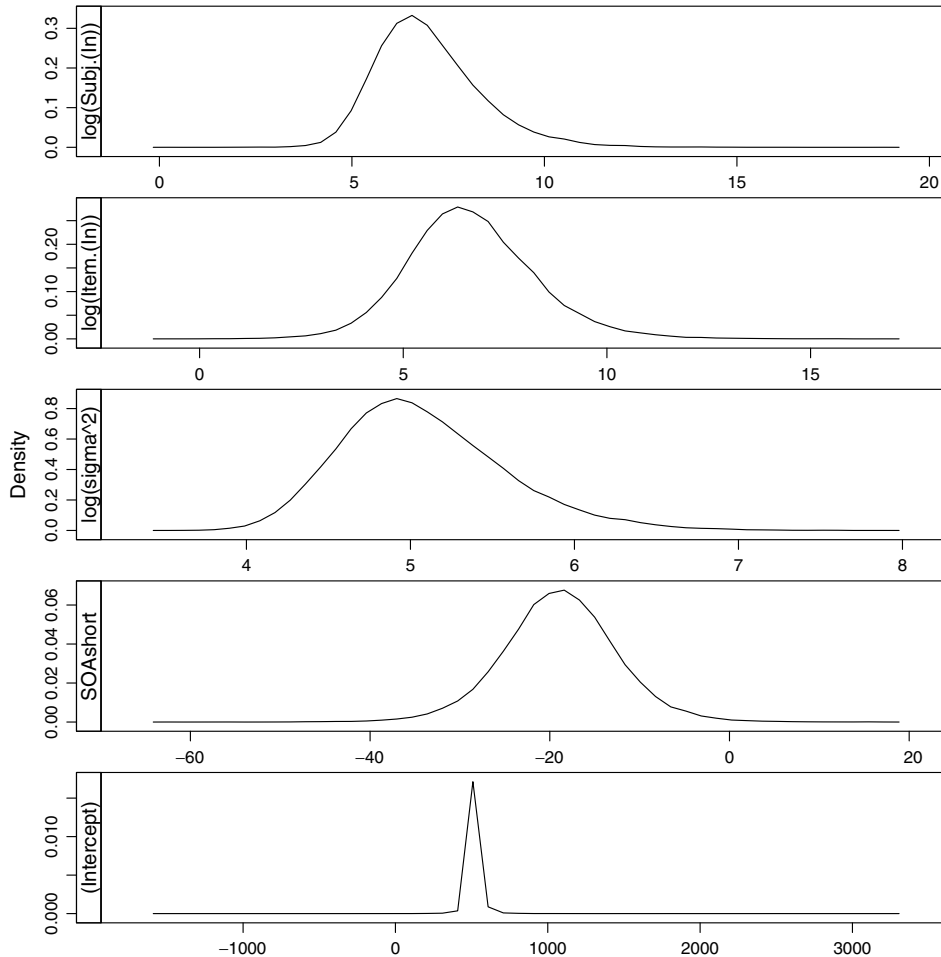 log(Subj.(In))
0.0 0.1 0.2 0.3
0 5 10 15 20
log(Item.(In))
0.00 0.10 0.20
0 5 10 15
Density
log(sigma^2)
0.0 0.2 0.4 0.6 0.8
4 5 6 7 8
SOAshort
0.00 0.02 0.04 0.06
−60 −40 −20 0 20
(Intercept)
0.000 0.010
−1000 0 1000 2000 3000